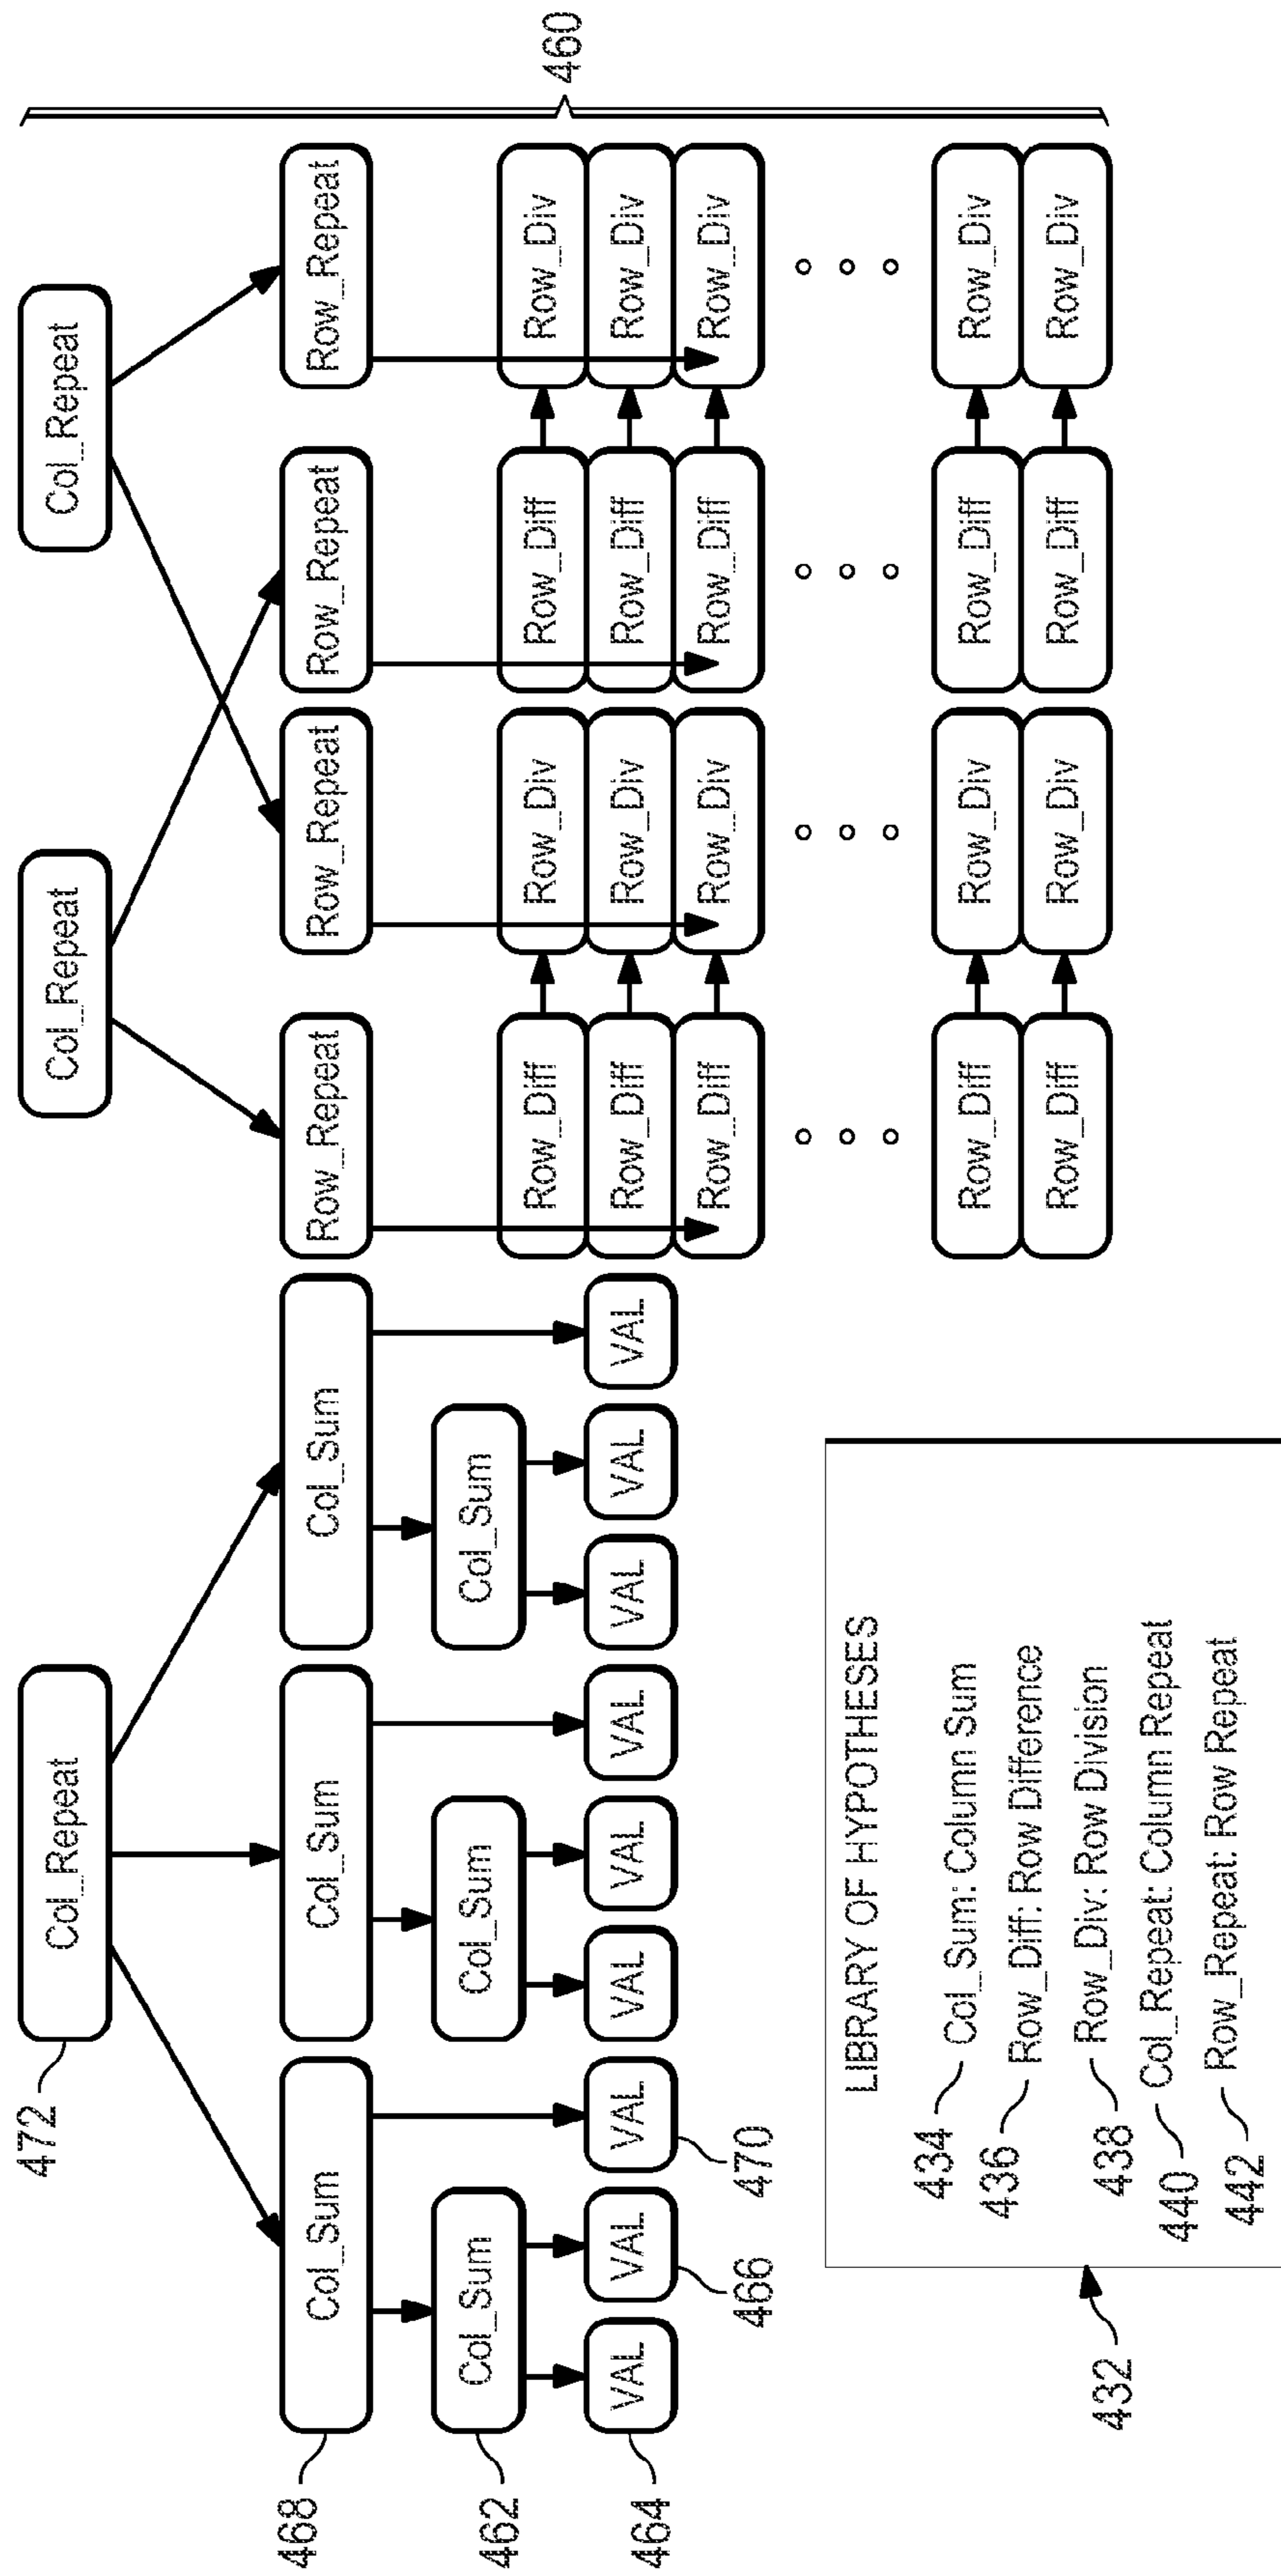 472
Col_Repeat
Col_Repeat
Col_Repeat
460
468
Col_Sum
Col_Sum
Col_Sum
Row_Repeat
Row_Repeat
Row_Repeat
Row_Repeat
462
Col_Sum
Col_Sum
Col_Sum
Row_Diff
Row_Div
Row_Diff
Row_Div
464
VAL
VAL
VAL
VAL
VAL
VAL
VAL
VAL
VAL
Row_Diff
Row_Div
Row_Diff
Row_Div
466
470
Row_Diff
Row_Div
Row_Diff
Row_Div
Row_Diff
Row_Div
Row_Diff
Row_Div
Row_Diff
Row_Div
Row_Diff
Row_Div
432
LIBRARY OF HYPOTHESES
434 Col_Sum: Column Sum
436 Row_Diff: Row Difference
438 Row_Div: Row Division
440 Col_Repeat: Column Repeat
442 Row_Repeat: Row Repeat